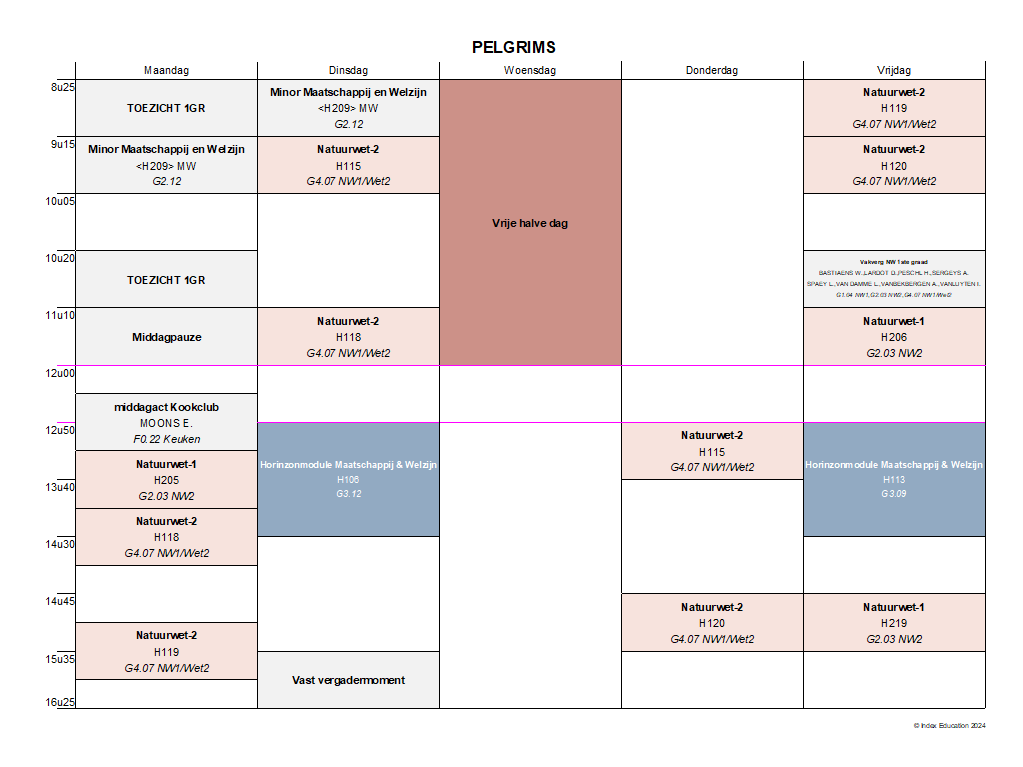 PELGRIMS
Maandag
Dinsdag
Woensdag
Donderdag
Vrijdag
8u25
9u15
10u05
10u20
11u10
12u00
12u50
13u40
14u30
14u45
15u35
16u25
TOEZICHT 1GR
Minor Maatschappij en Welzijn
<H209> MW
G2.12
TOEZICHT 1GR
Middagpauze
middagact Kookclub
MOONS E.
F0.22 Keuken
Natuurwet-1
H205
G2.03 NW2
Natuurwet-2
H118
G4.07 NW1/Wet2
Natuurwet-2
H119
G4.07 NW1/Wet2
Minor Maatschappij en Welzijn
<H209> MW
G2.12
Natuurwet-2
H115
G4.07 NW1/Wet2
Natuurwet-2
H118
G4.07 NW1/Wet2
Horinzonmodule Maatschappij & Welzijn
H106
G3.12
Vast vergadermoment
Vrije halve dag
Natuurwet-2
H115
G4.07 NW1/Wet2
Natuurwet-2
H120
G4.07 NW1/Wet2
Natuurwet-2
H119
G4.07 NW1/Wet2
Natuurwet-2
H120
G4.07 NW1/Wet2
Vakverg NW 1ste graad
BASTIAENS W.,LARDOT D.,PESCH. H.,SERGEYS A.
SPAEY L.,VAN DAMME L.,VANBEKBERGEN A.,VANLUYTEN I.
G1.04 NW1,G2.03 NW2,G4.07 NW1/Wet2
Natuurwet-1
H206
G2.03 NW2
Horinzonmodule Maatschappij & Welzijn
H113
G3.09
Natuurwet-1
H219
G2.03 NW2
© Index Education 2024